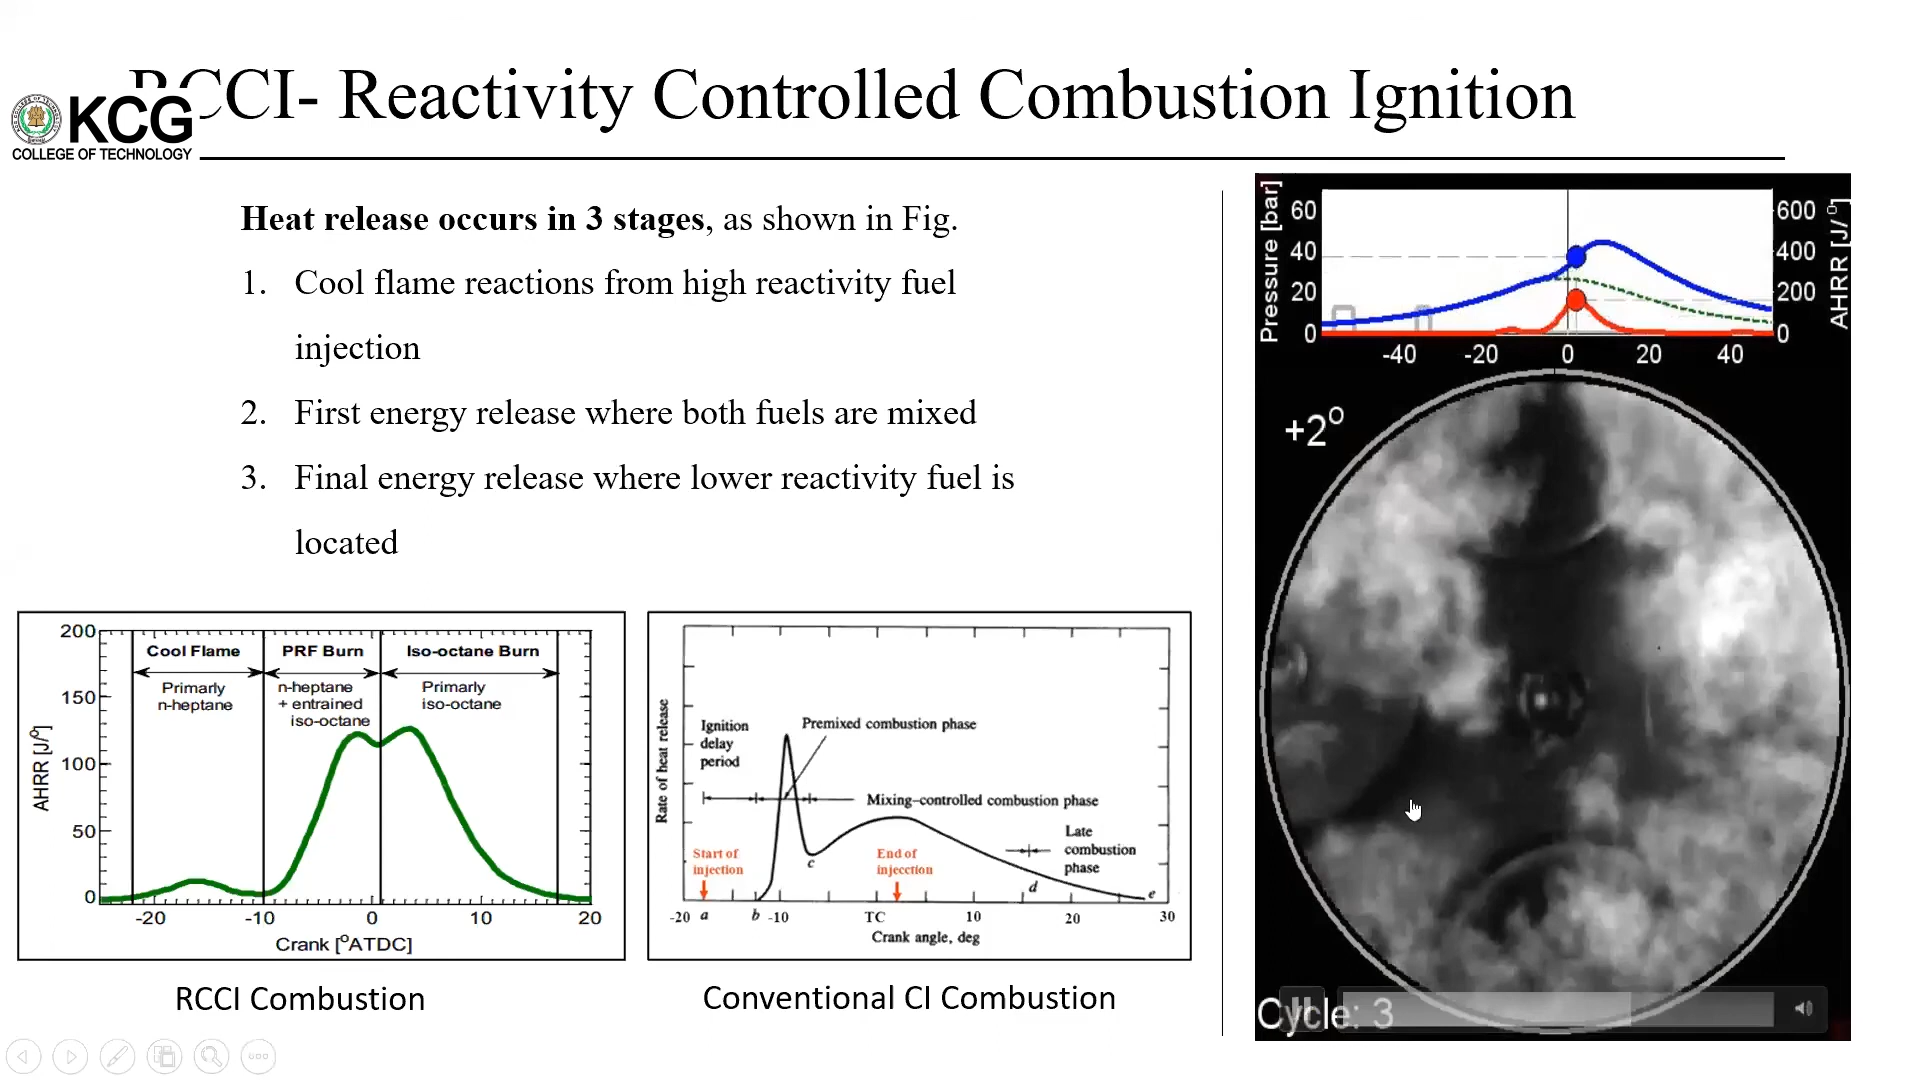 RCCI- Reactivity Controlled Combustion Ignition
KCG
COLLEGE OF TECHNOLOGY
Heat release occurs in 3 stages, as shown in Fig.
1. Cool flame reactions from high reactivity fuel
injection
2. First energy release where both fuels are mixed
3. Final energy release where lower reactivity fuel is
located
200
150
100
50
0
AHRR [J/°]
Cool Flame
PRF Burn
Iso-octane Burn
Primarly
n-heptane
n-heptane
+ entrained
iso-octane
Primarly
iso-octane
-20 -10 0 10 20
Crank [°ATDC]
RCCI Combustion
Rate of heat release
Ignition
delay
period
Premixed combustion phase
Mixing-controlled combustion phase
Late
combustion
phase
Start of
injection
End of
injecction
c
d
e
-20 a b -10 TC 10 20 30
Crank angle, deg
Conventional CI Combustion
Pressure [bar]
60
40
20
0
600
400
200
0
AHRR [J/°]
-40 -20 0 20 40
+2°
Cycle: 3